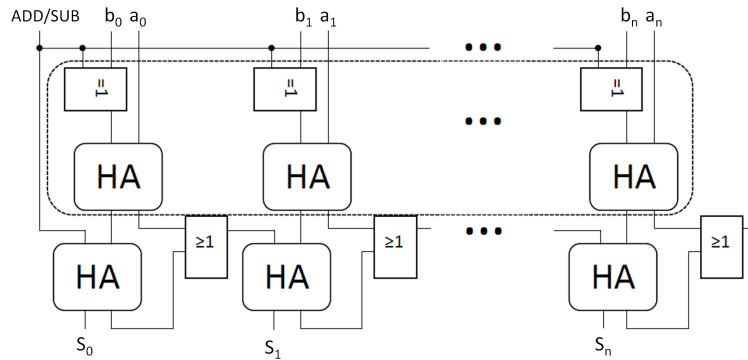 ADD/SUB b₀ a₀ b₁ a₁ bₙ aₙ
=1 =1 =1
HA HA HA
≥1 ≥1 ≥1
HA HA HA
S₀ S₁ Sₙ